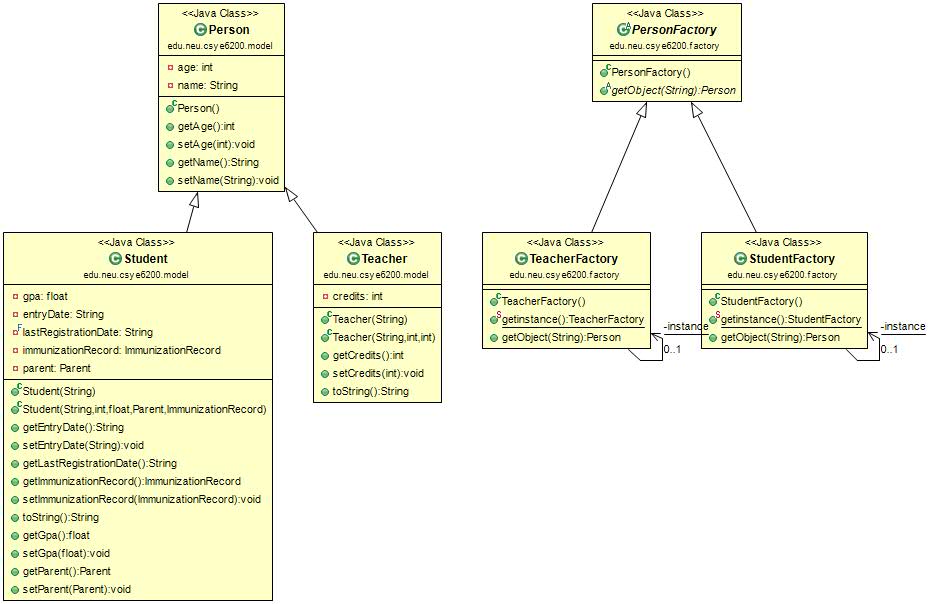 <<Java Class>>
Person
edu.neu.csye6200.model
age: int
name: String
Person()
getAge():int
setAge(int):void
getName():String
setName(String):void
<<Java Class>>
PersonFactory
edu.neu.csye6200.factory
PersonFactory()
getObject(String):Person
<<Java Class>>
Student
edu.neu.csye6200.model
gpa: float
entryDate: String
lastRegistrationDate: String
immunizationRecord: ImmunizationRecord
parent: Parent
Student(String)
Student(String,int,float,Parent,ImmunizationRecord)
getEntryDate():String
setEntryDate(String):void
getLastRegistrationDate():String
getImmunizationRecord():ImmunizationRecord
setImmunizationRecord(ImmunizationRecord):void
toString():String
getGpa():float
setGpa(float):void
getParent():Parent
setParent(Parent):void
<<Java Class>>
Teacher
edu.neu.csye6200.model
credits: int
Teacher(String)
Teacher(String,int,int)
getCredits():int
setCredits(int):void
toString():String
<<Java Class>>
TeacherFactory
edu.neu.csye6200.factory
TeacherFactory()
getinstance():TeacherFactory
getObject(String):Person
-instance
0..1
<<Java Class>>
StudentFactory
edu.neu.csye6200.factory
StudentFactory()
getinstance():StudentFactory
getObject(String):Person
-instance
0..1